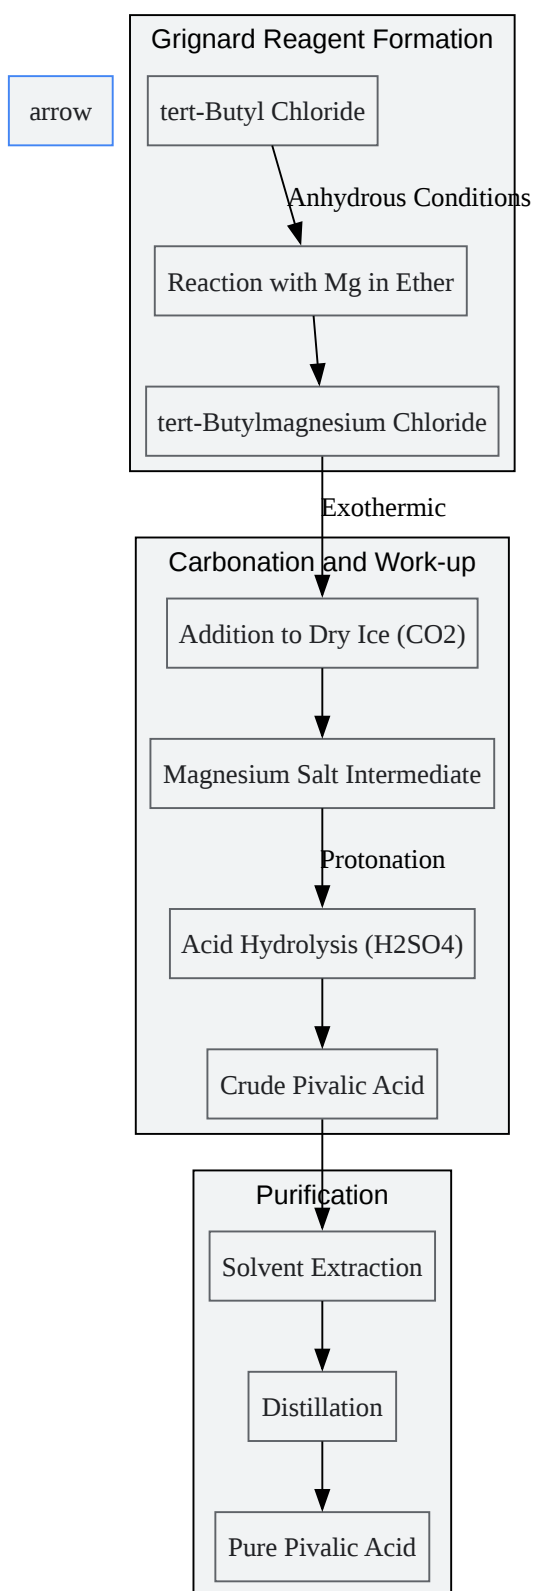 Grignard Reagent Formation
arrow
tert-Butyl Chloride
Anhydrous Conditions
Reaction with Mg in Ether
tert-Butylmagnesium Chloride
Exothermic
Carbonation and Work-up
Addition to Dry Ice (CO2)
Magnesium Salt Intermediate
Protonation
Acid Hydrolysis (H2SO4)
Crude Pivalic Acid
Purification
Solvent Extraction
Distillation
Pure Pivalic Acid